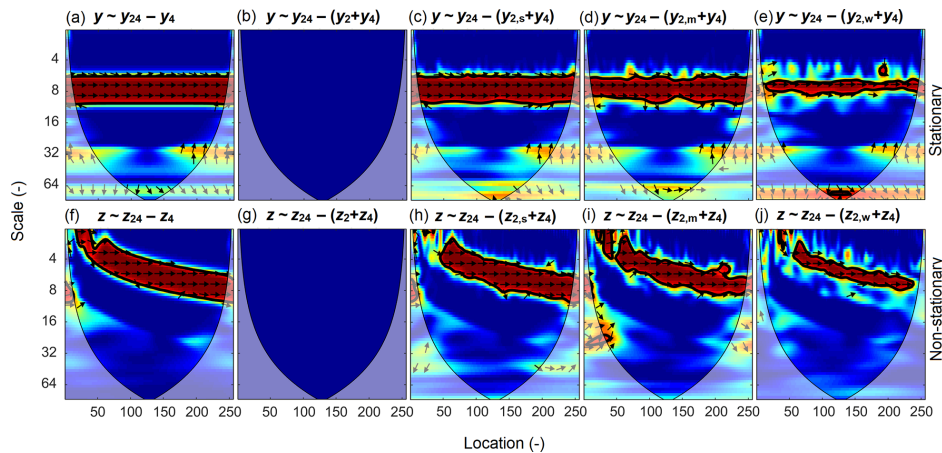 (a) y ~ y24 − y4
(b) y ~ y24 − (y2+y4)
(c) y ~ y24 − (y2,s+y4)
(d) y ~ y24 − (y2,m+y4)
(e) y ~ y24 − (y2,w+y4)
4
8
16
32
64
Stationary
(f) z ~ z24 − z4
(g) z ~ z24 − (z2+z4)
(h) z ~ z24 − (z2,s+z4)
(i) z ~ z24 − (z2,m+z4)
(j) z ~ z24 − (z2,w+z4)
Scale (-)
4
8
16
32
64
Non-stationary
50 100 150 200 250
50 100 150 200 250
50 100 150 200 250
50 100 150 200 250
50 100 150 200 250
Location (-)